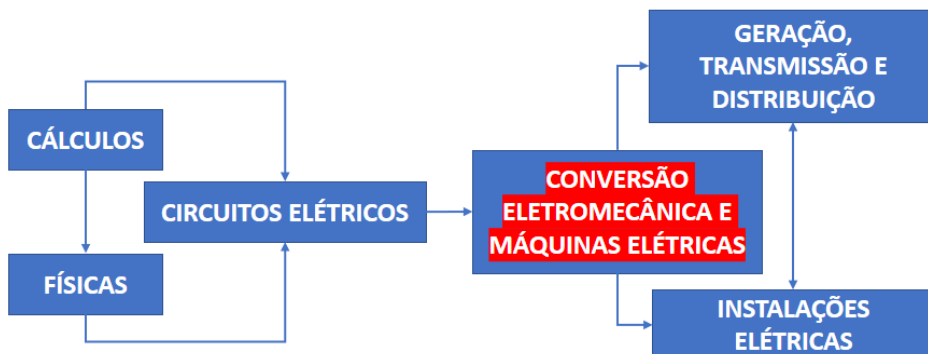 CÁLCULOS
FÍSICAS
CIRCUITOS ELÉTRICOS
CONVERSÃO
ELETROMECÂNICA E
MÁQUINAS ELÉTRICAS
GERAÇÃO,
TRANSMISSÃO E
DISTRIBUIÇÃO
INSTALAÇÕES
ELÉTRICAS